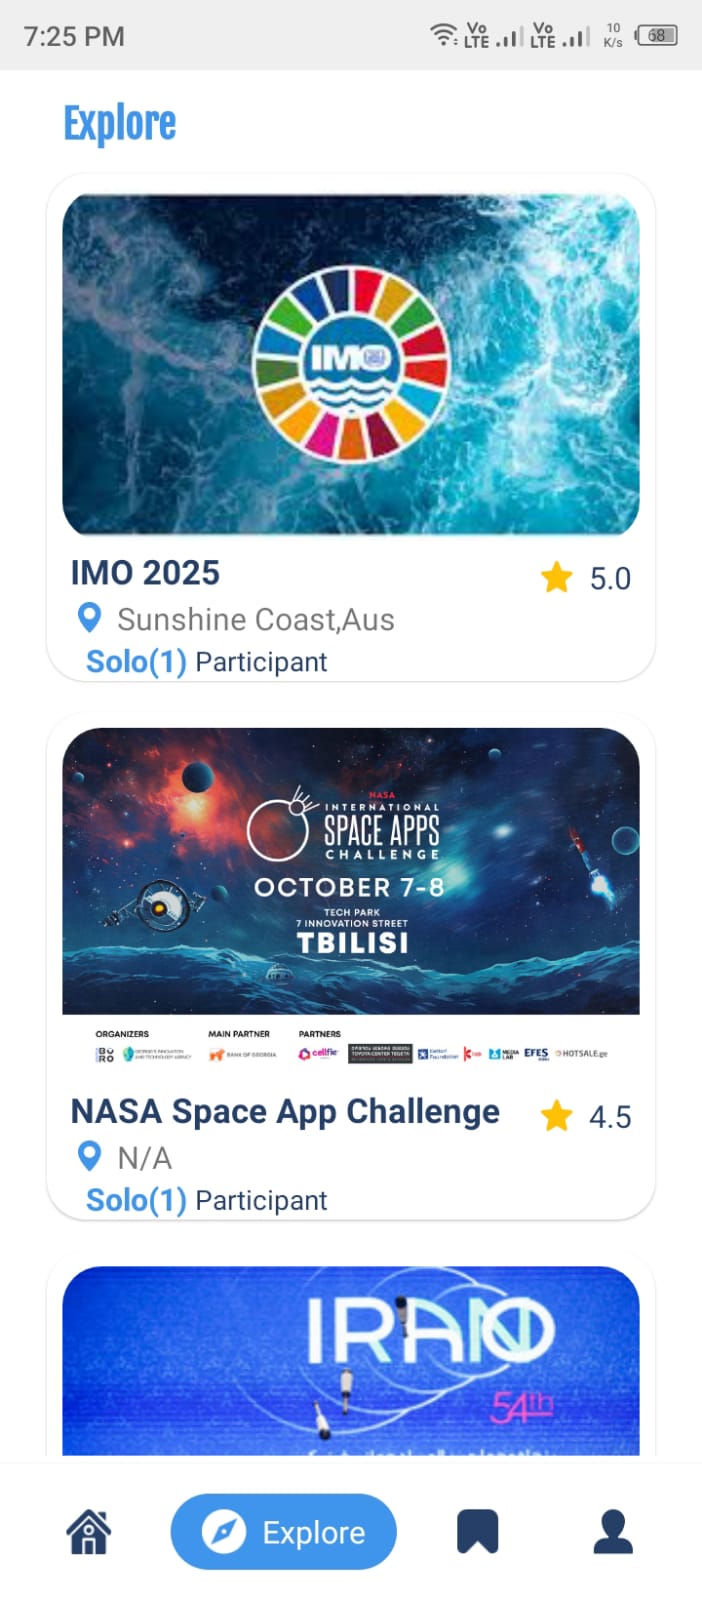 7:25 PM
Vo LTE Vo LTE 10 K/s 68
Explore
IMO
IMO 2025
5.0
Sunshine Coast,Aus
Solo(1) Participant
NASA
INTERNATIONAL
SPACE APPS
CHALLENGE
OCTOBER 7-8
TECH PARK
7 INNOVATION STREET
TBILISI
ORGANIZERS MAIN PARTNER PARTNERS
BANK OF GEORGIA cellfie MEDIA LAB EFES HOTSALE.ge
NASA Space App Challenge
4.5
N/A
Solo(1) Participant
IRAN
54th
Explore